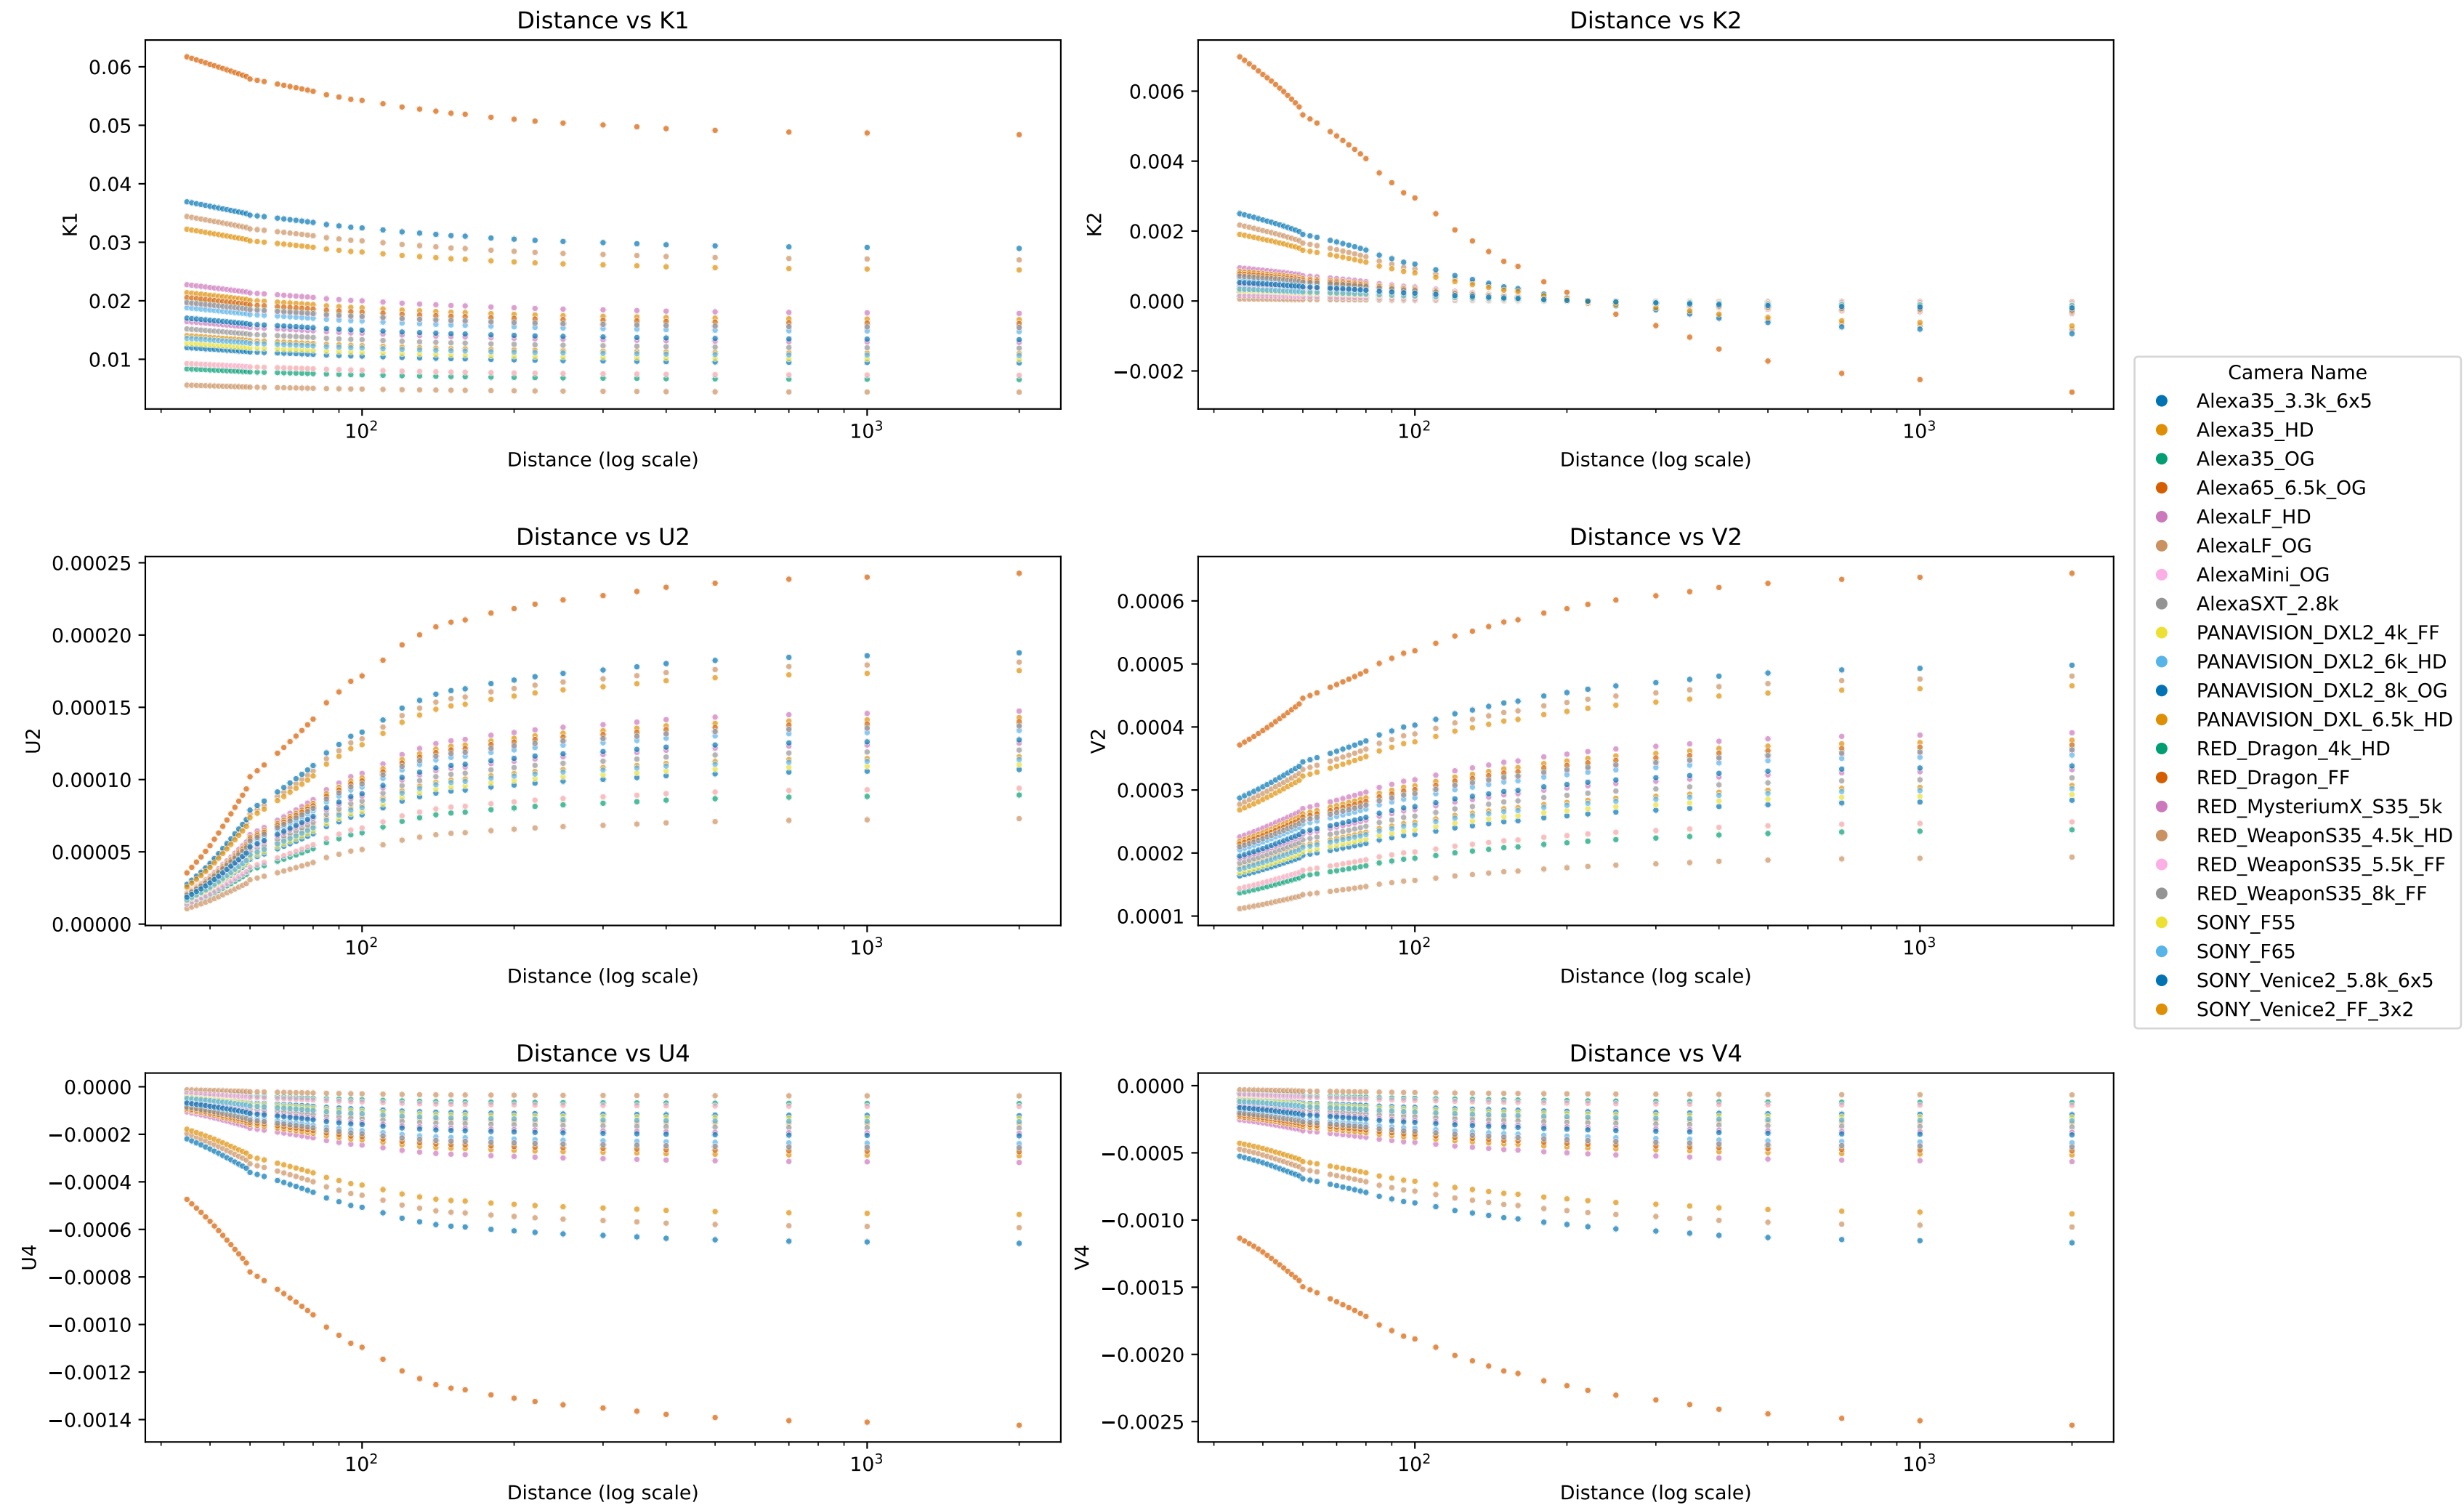 Distance vs K1
0.06
0.05
0.04
0.03
0.02
0.01
K1
10²
10³
Distance (log scale)
Distance vs K2
0.006
0.004
0.002
0.000
−0.002
K2
10²
10³
Distance (log scale)
Distance vs U2
0.00025
0.00020
0.00015
0.00010
0.00005
0.00000
U2
10²
10³
Distance (log scale)
Distance vs V2
0.0006
0.0005
0.0004
0.0003
0.0002
0.0001
V2
10²
10³
Distance (log scale)
Distance vs U4
0.0000
−0.0002
−0.0004
−0.0006
−0.0008
−0.0010
−0.0012
−0.0014
U4
10²
10³
Distance (log scale)
Distance vs V4
0.0000
−0.0005
−0.0010
−0.0015
−0.0020
−0.0025
V4
10²
10³
Distance (log scale)
Camera Name
Alexa35_3.3k_6x5
Alexa35_HD
Alexa35_OG
Alexa65_6.5k_OG
AlexaLF_HD
AlexaLF_OG
AlexaMini_OG
AlexaSXT_2.8k
PANAVISION_DXL2_4k_FF
PANAVISION_DXL2_6k_HD
PANAVISION_DXL2_8k_OG
PANAVISION_DXL_6.5k_HD
RED_Dragon_4k_HD
RED_Dragon_FF
RED_MysteriumX_S35_5k
RED_WeaponS35_4.5k_HD
RED_WeaponS35_5.5k_FF
RED_WeaponS35_8k_FF
SONY_F55
SONY_F65
SONY_Venice2_5.8k_6x5
SONY_Venice2_FF_3x2